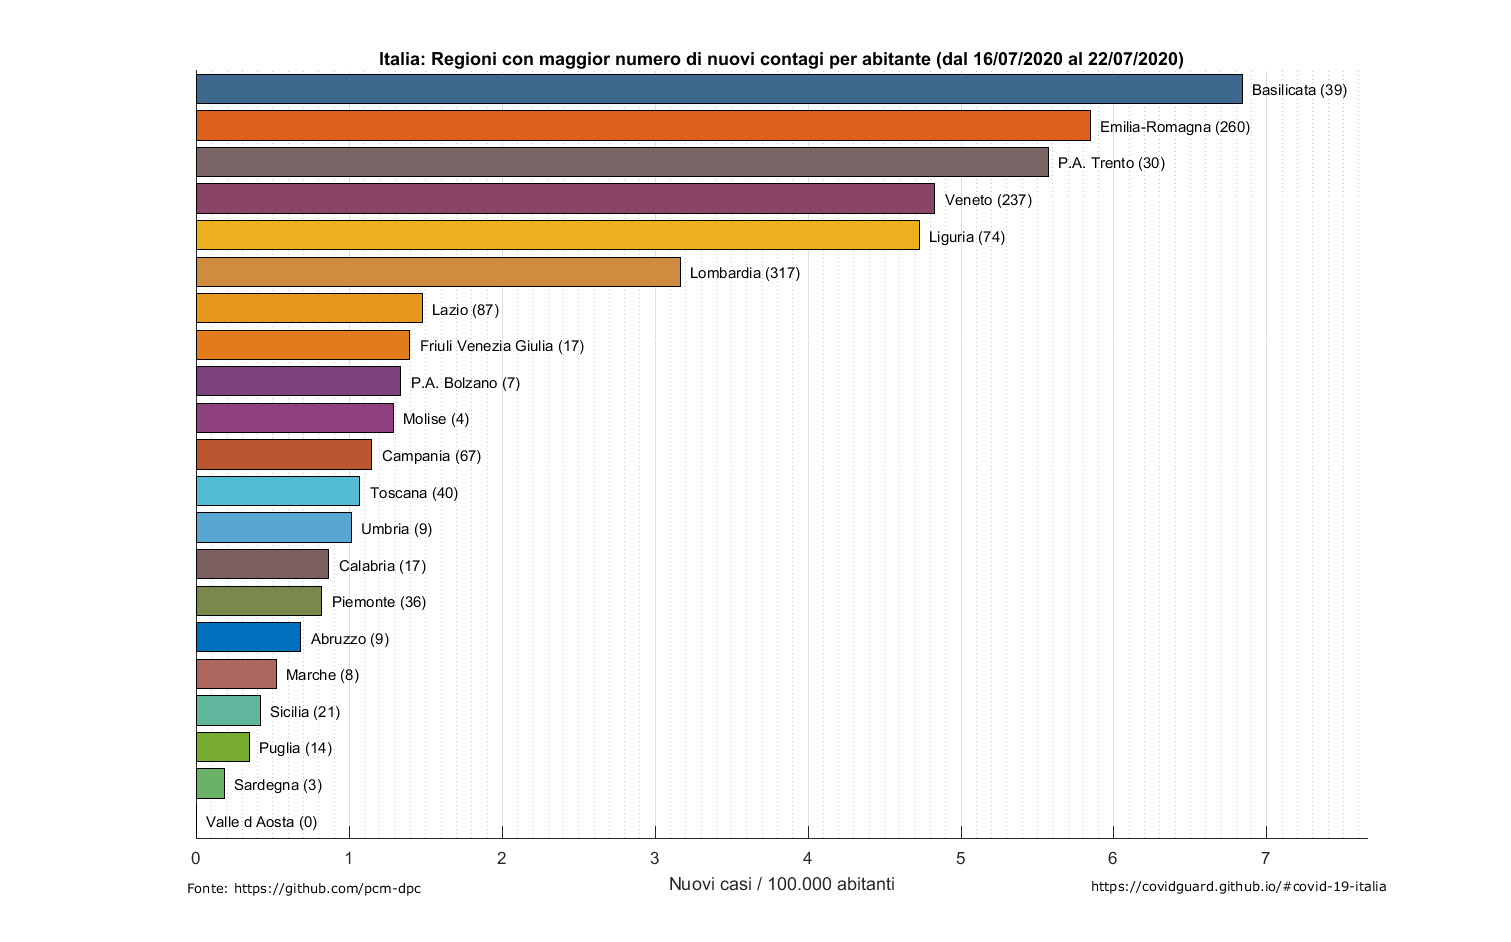 Italia: Regioni con maggior numero di nuovi contagi per abitante (dal 16/07/2020 al 22/07/2020)
Basilicata (39)
Emilia-Romagna (260)
P.A. Trento (30)
Veneto (237)
Liguria (74)
Lombardia (317)
Lazio (87)
Friuli Venezia Giulia (17)
P.A. Bolzano (7)
Molise (4)
Campania (67)
Toscana (40)
Umbria (9)
Calabria (17)
Piemonte (36)
Abruzzo (9)
Marche (8)
Sicilia (21)
Puglia (14)
Sardegna (3)
Valle d Aosta (0)
0 1 2 3 4 5 6 7
Nuovi casi / 100.000 abitanti
Fonte: https://github.com/pcm-dpc
https://covidguard.github.io/#covid-19-italia